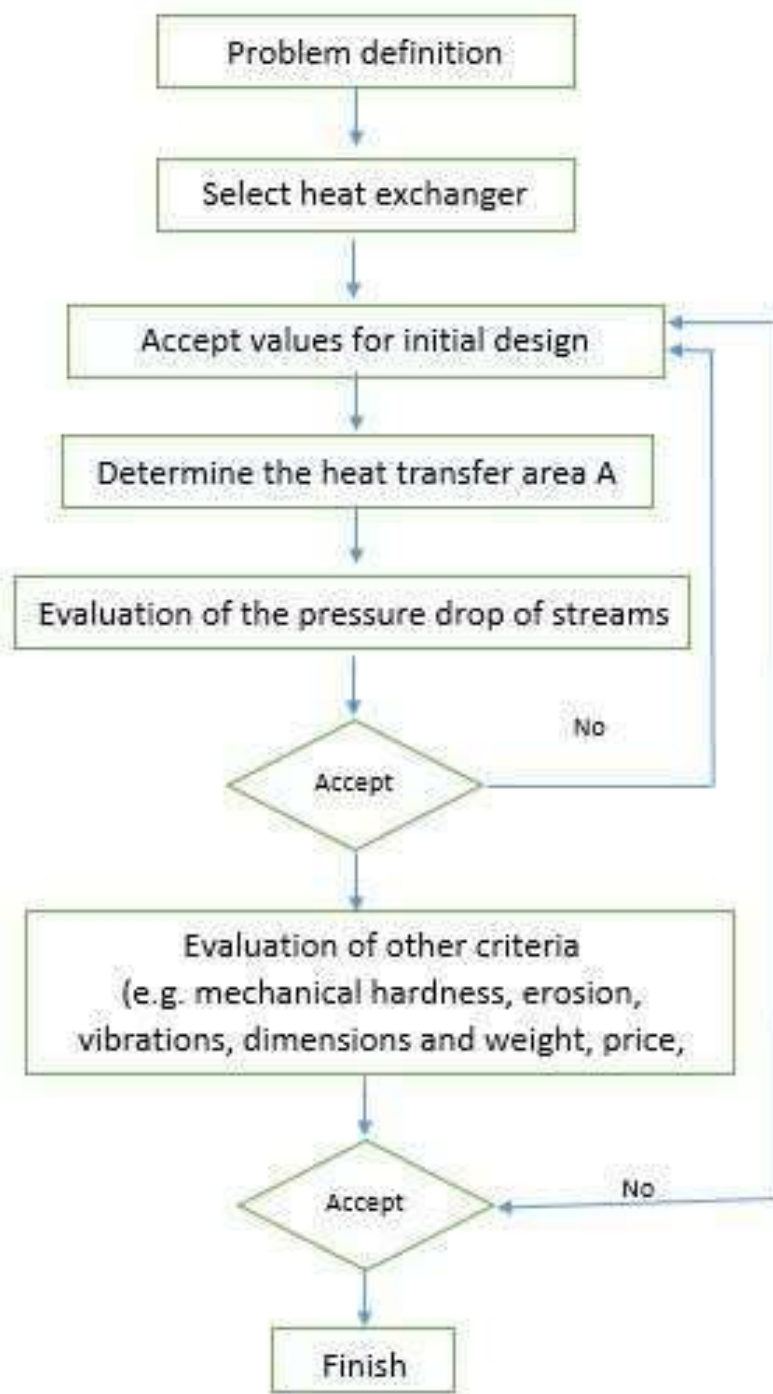 Problem definition
Select heat exchanger
Accept values for initial design
Determine the heat transfer area A
Evaluation of the pressure drop of streams
No
Accept
Evaluation of other criteria
(e.g. mechanical hardness, erosion,
vibrations, dimensions and weight, price,
No
Accept
Finish